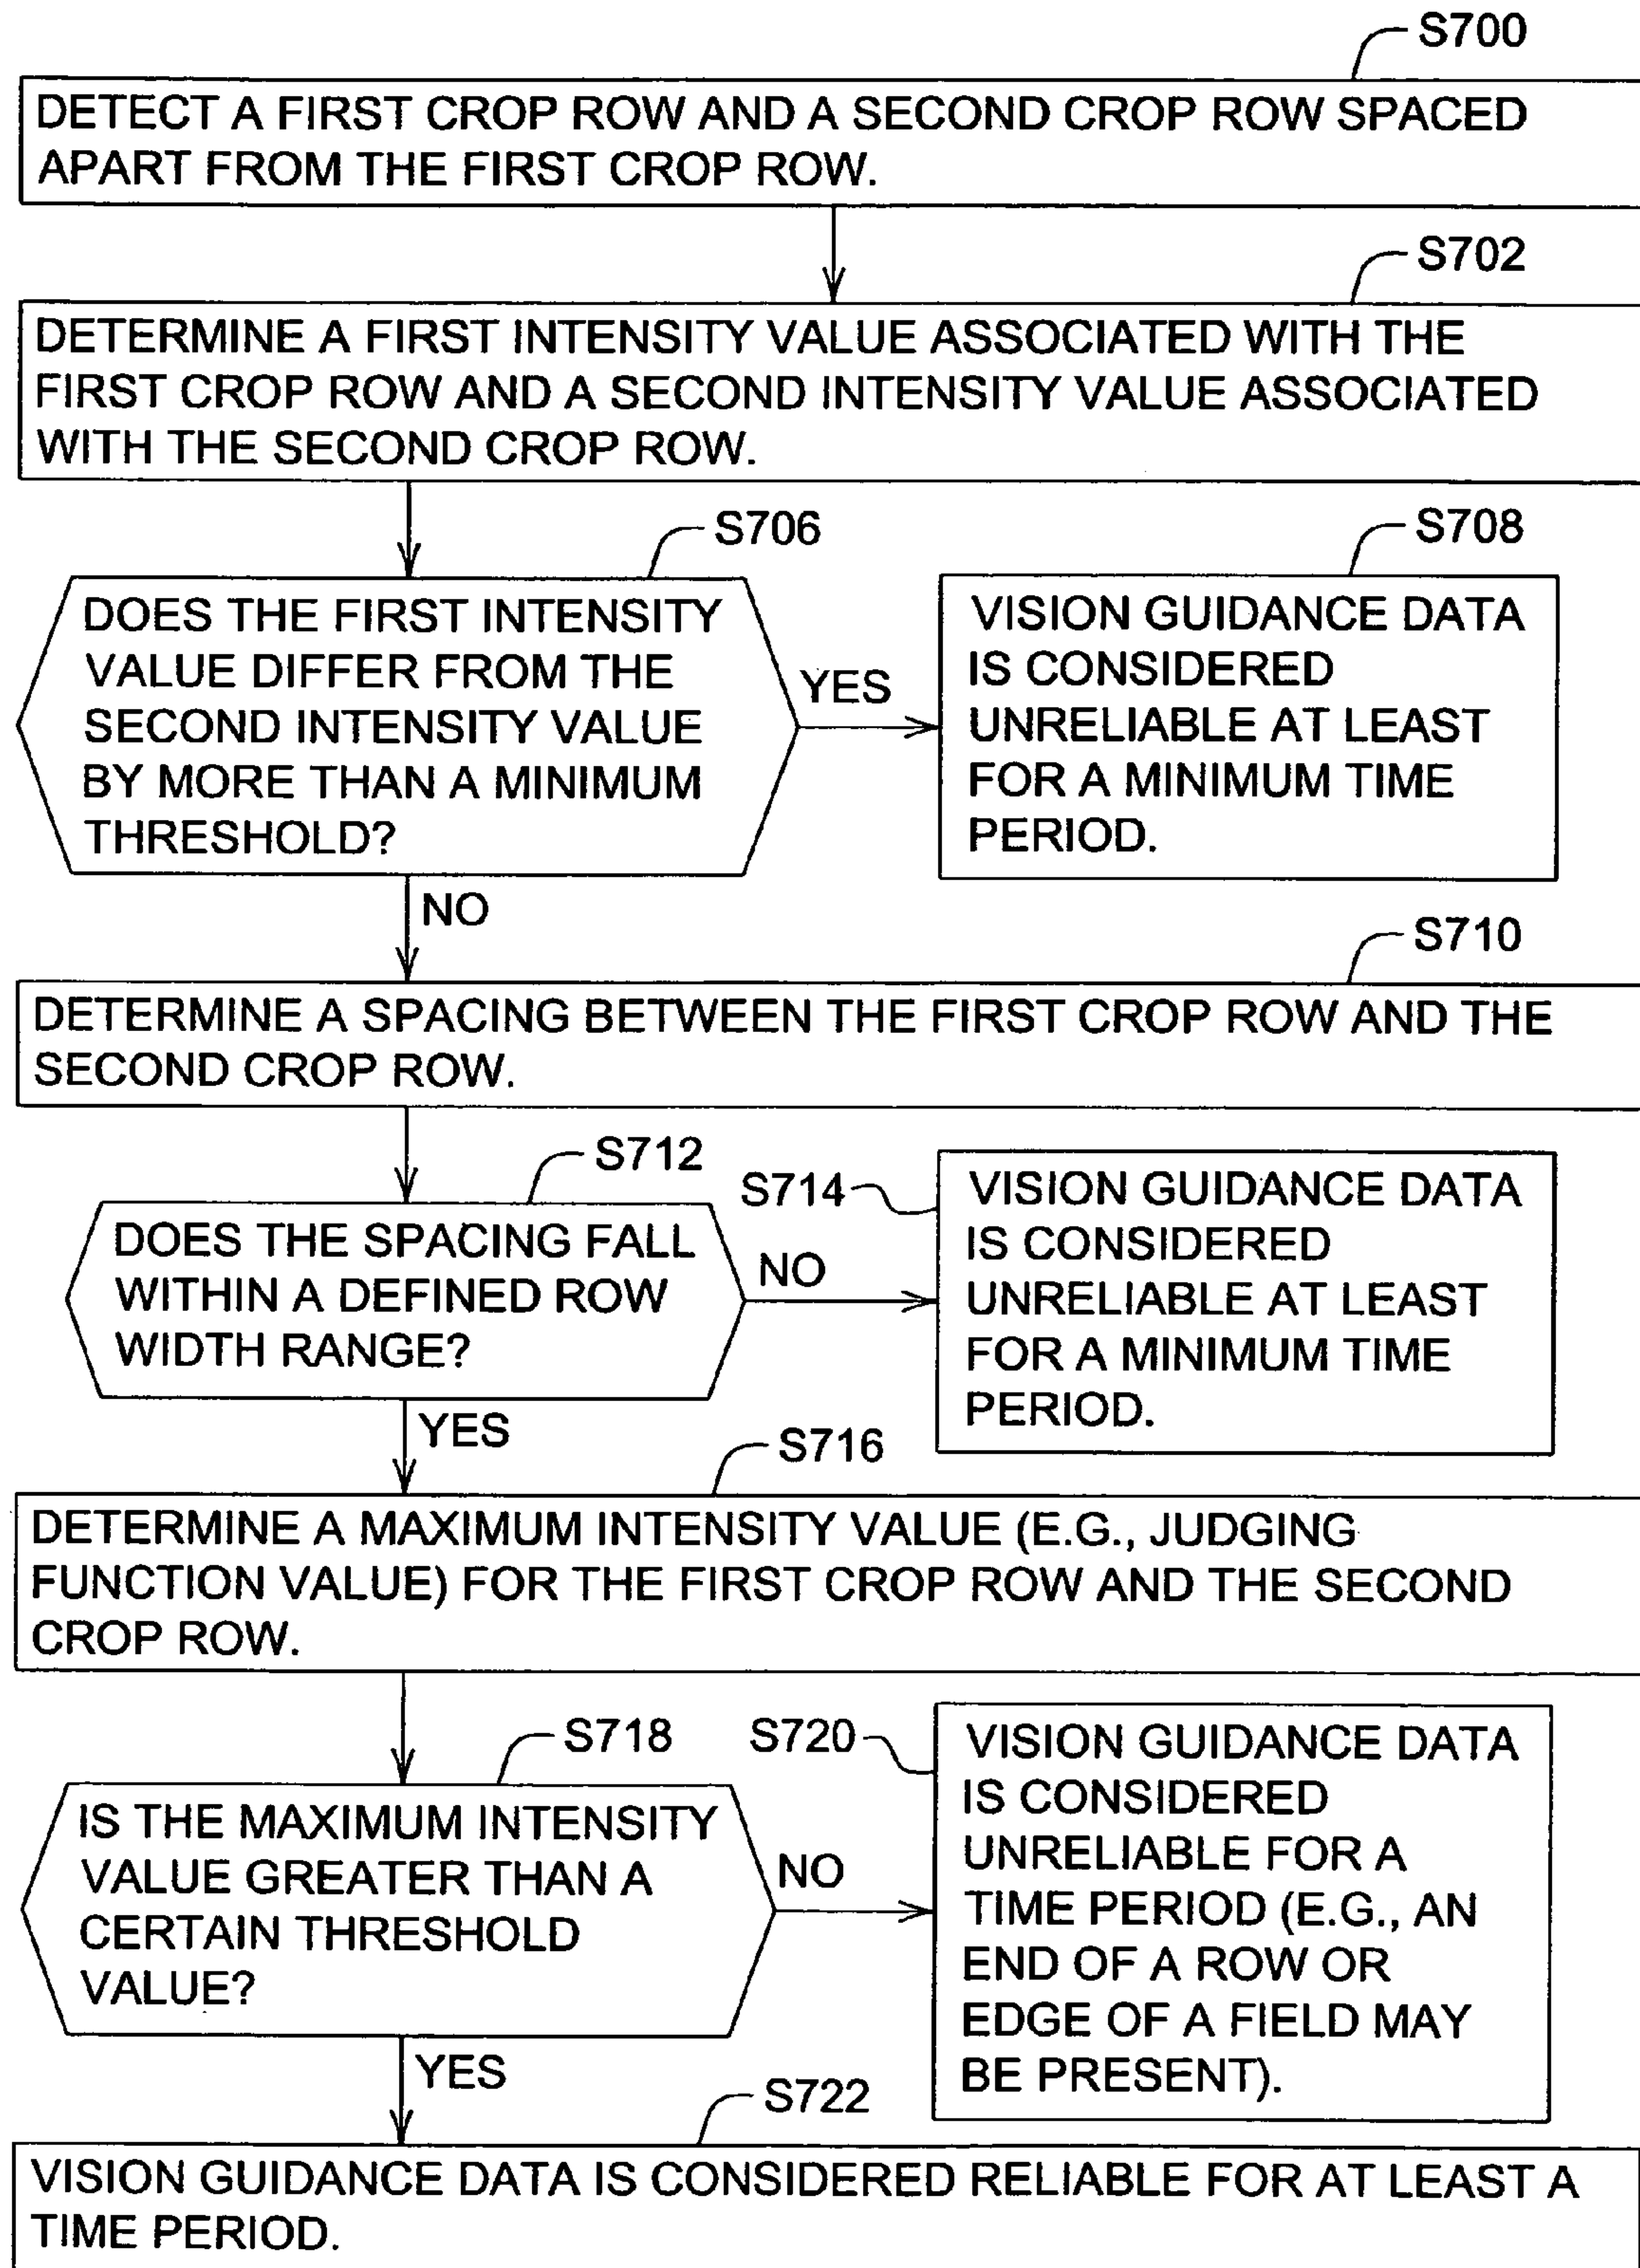 S700
DETECT A FIRST CROP ROW AND A SECOND CROP ROW SPACED
APART FROM THE FIRST CROP ROW.
S702
DETERMINE A FIRST INTENSITY VALUE ASSOCIATED WITH THE
FIRST CROP ROW AND A SECOND INTENSITY VALUE ASSOCIATED
WITH THE SECOND CROP ROW.
S706
DOES THE FIRST INTENSITY
VALUE DIFFER FROM THE
SECOND INTENSITY VALUE
BY MORE THAN A MINIMUM
THRESHOLD?
YES
S708
VISION GUIDANCE DATA
IS CONSIDERED
UNRELIABLE AT LEAST
FOR A MINIMUM TIME
PERIOD.
NO
S710
DETERMINE A SPACING BETWEEN THE FIRST CROP ROW AND THE
SECOND CROP ROW.
S712
DOES THE SPACING FALL
WITHIN A DEFINED ROW
WIDTH RANGE?
NO
S714
VISION GUIDANCE DATA
IS CONSIDERED
UNRELIABLE AT LEAST
FOR A MINIMUM TIME
PERIOD.
YES
S716
DETERMINE A MAXIMUM INTENSITY VALUE (E.G., JUDGING
FUNCTION VALUE) FOR THE FIRST CROP ROW AND THE SECOND
CROP ROW.
S718
IS THE MAXIMUM INTENSITY
VALUE GREATER THAN A
CERTAIN THRESHOLD
VALUE?
NO
S720
VISION GUIDANCE DATA
IS CONSIDERED
UNRELIABLE FOR A
TIME PERIOD (E.G., AN
END OF A ROW OR
EDGE OF A FIELD MAY
BE PRESENT).
YES
S722
VISION GUIDANCE DATA IS CONSIDERED RELIABLE FOR AT LEAST A
TIME PERIOD.